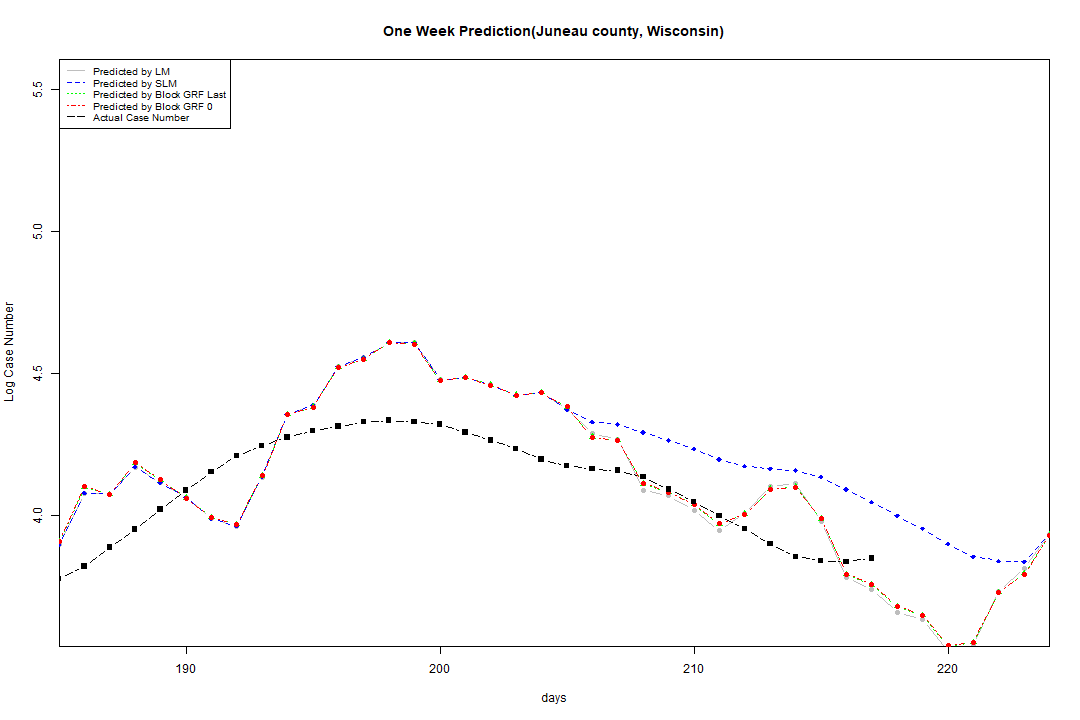 One Week Prediction(Juneau county, Wisconsin)
Predicted by LM
Predicted by SLM
Predicted by Block GRF Last
Predicted by Block GRF 0
Actual Case Number
5.5
5.0
4.5
4.0
Log Case Number
190
200
210
220
days